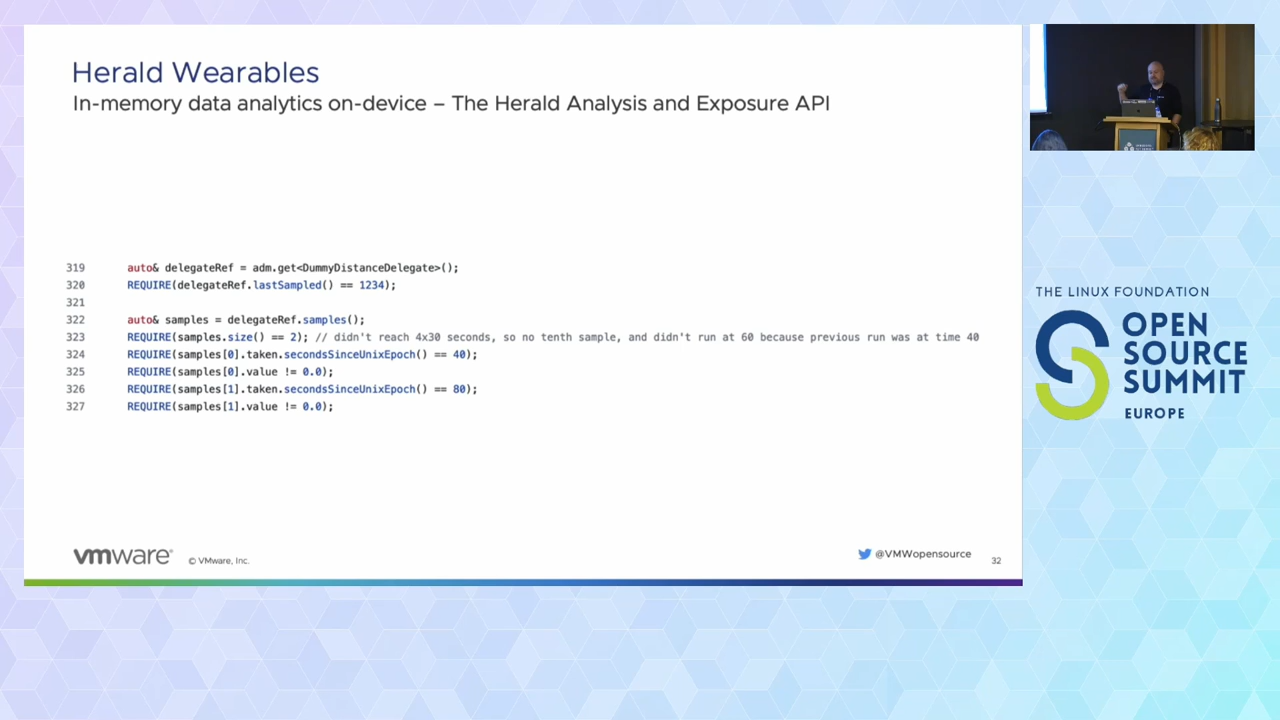 Herald Wearables
In-memory data analytics on-device – The Herald Analysis and Exposure API
319 auto& delegateRef = adm.get<DummyDistanceDelegate>();
320 REQUIRE(delegateRef.lastSampled() == 1234);
321
322 auto& samples = delegateRef.samples();
323 REQUIRE(samples.size() == 2); // didn't reach 4x30 seconds, so no tenth sample, and didn't run at 60 because previous run was at time 40
324 REQUIRE(samples[0].taken.secondsSinceUnixEpoch() == 40);
325 REQUIRE(samples[0].value != 0.0);
326 REQUIRE(samples[1].taken.secondsSinceUnixEpoch() == 80);
327 REQUIRE(samples[1].value != 0.0);
vmware®
© VMware, Inc.
@VMWopensource
32
THE LINUX FOUNDATION
OPEN
SOURCE
SUMMIT
EUROPE